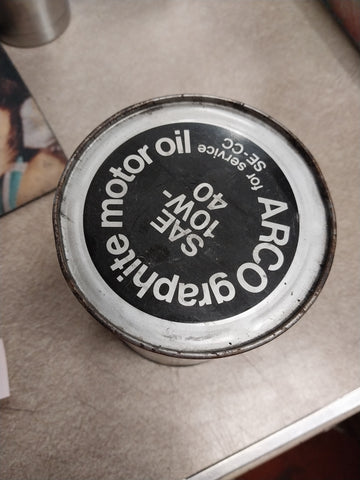 ARCO graphite motor oil
for service
SE-CC
SAE
10W-
40